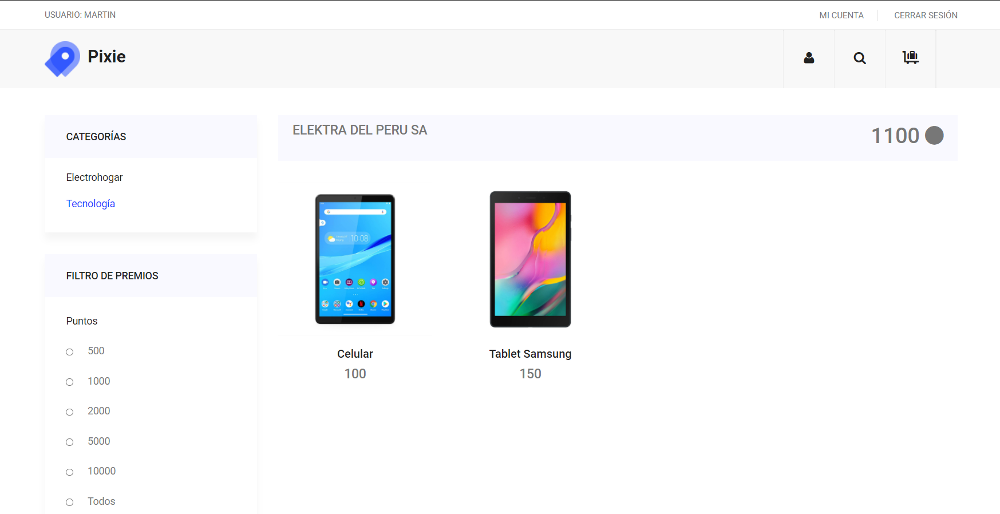 USUARIO: MARTIN
MI CUENTA
CERRAR SESIÓN
Pixie
CATEGORÍAS
Electrohogar
Tecnología
FILTRO DE PREMIOS
Puntos
500
1000
2000
5000
10000
Todos
ELEKTRA DEL PERU SA
1100
10:08
Celular
100
Tablet Samsung
150